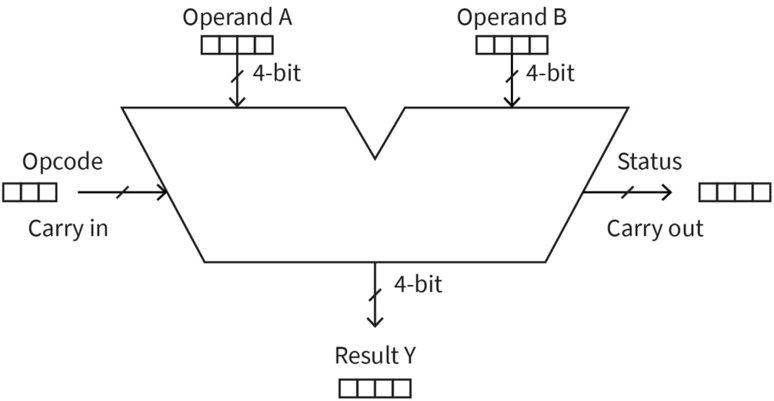 Operand A
Operand B
4-bit
4-bit
Opcode
Status
Carry in
Carry out
4-bit
Result Y